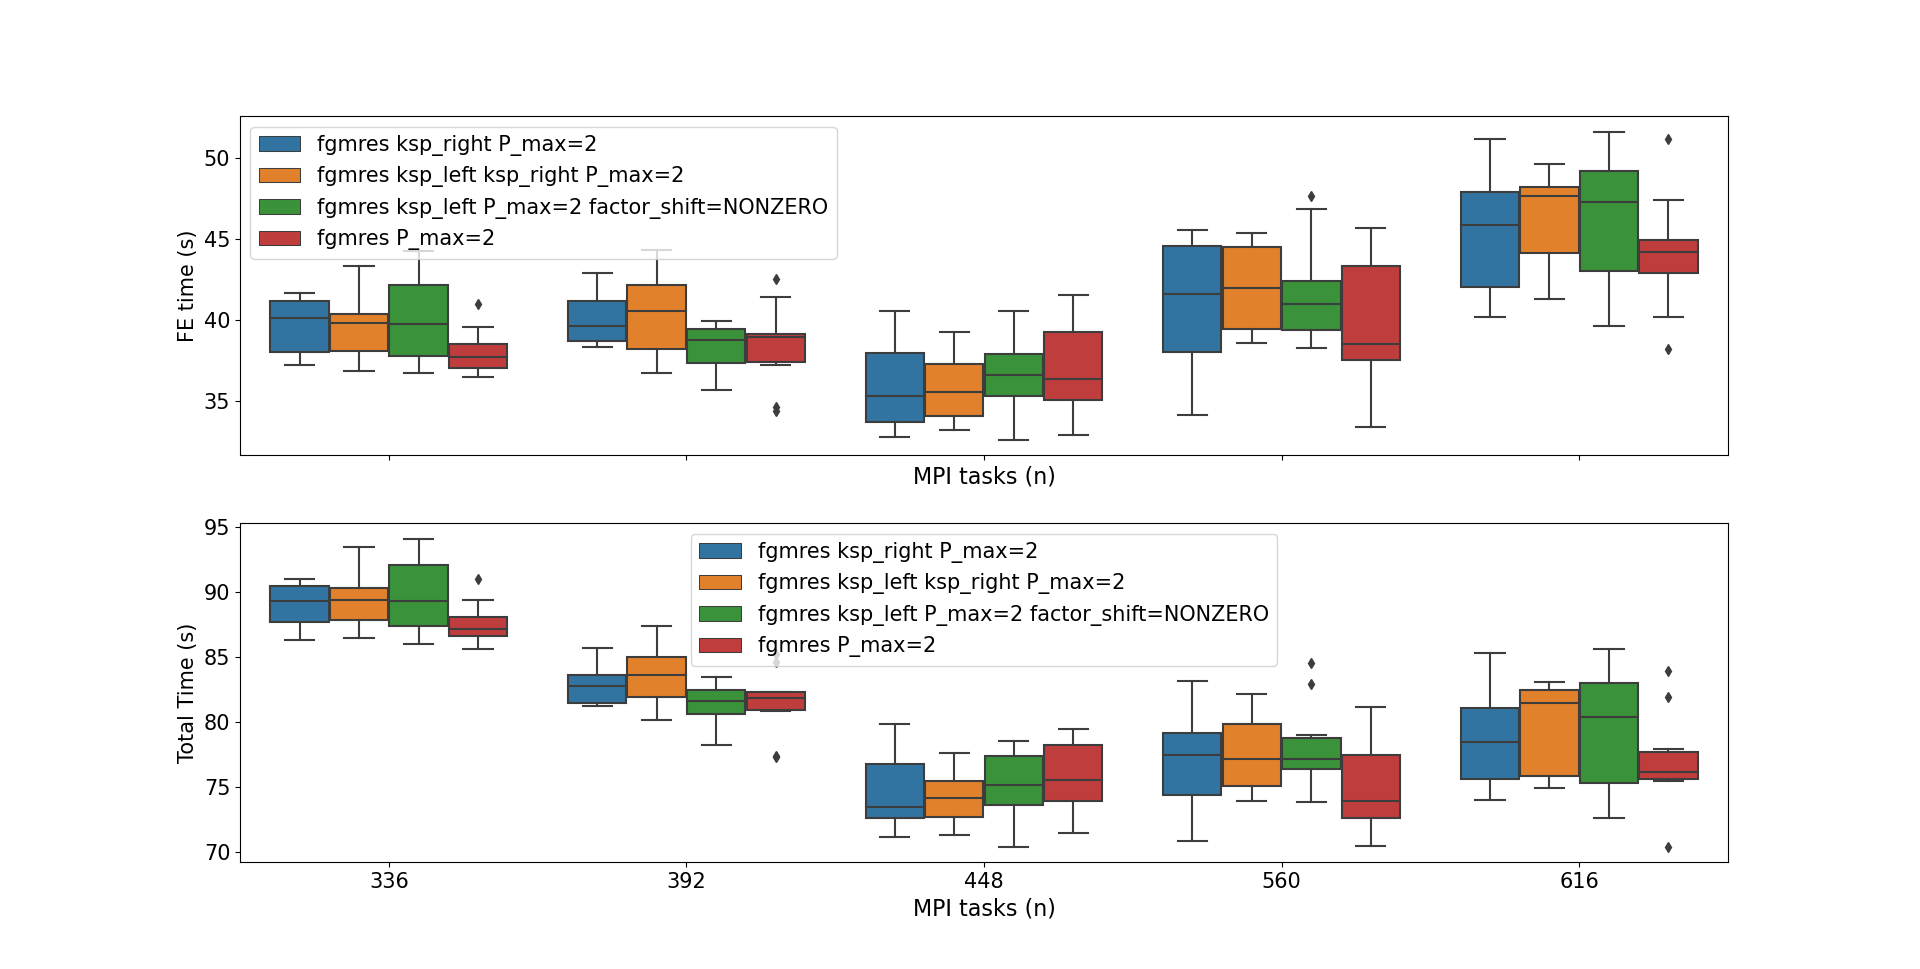 fgmres ksp_right P_max=2
fgmres ksp_left ksp_right P_max=2
fgmres ksp_left P_max=2 factor_shift=NONZERO
fgmres P_max=2
50
45
40
35
FE time (s)
MPI tasks (n)
fgmres ksp_right P_max=2
fgmres ksp_left ksp_right P_max=2
fgmres ksp_left P_max=2 factor_shift=NONZERO
fgmres P_max=2
95
90
85
80
75
70
Total Time (s)
336 392 448 560 616
MPI tasks (n)